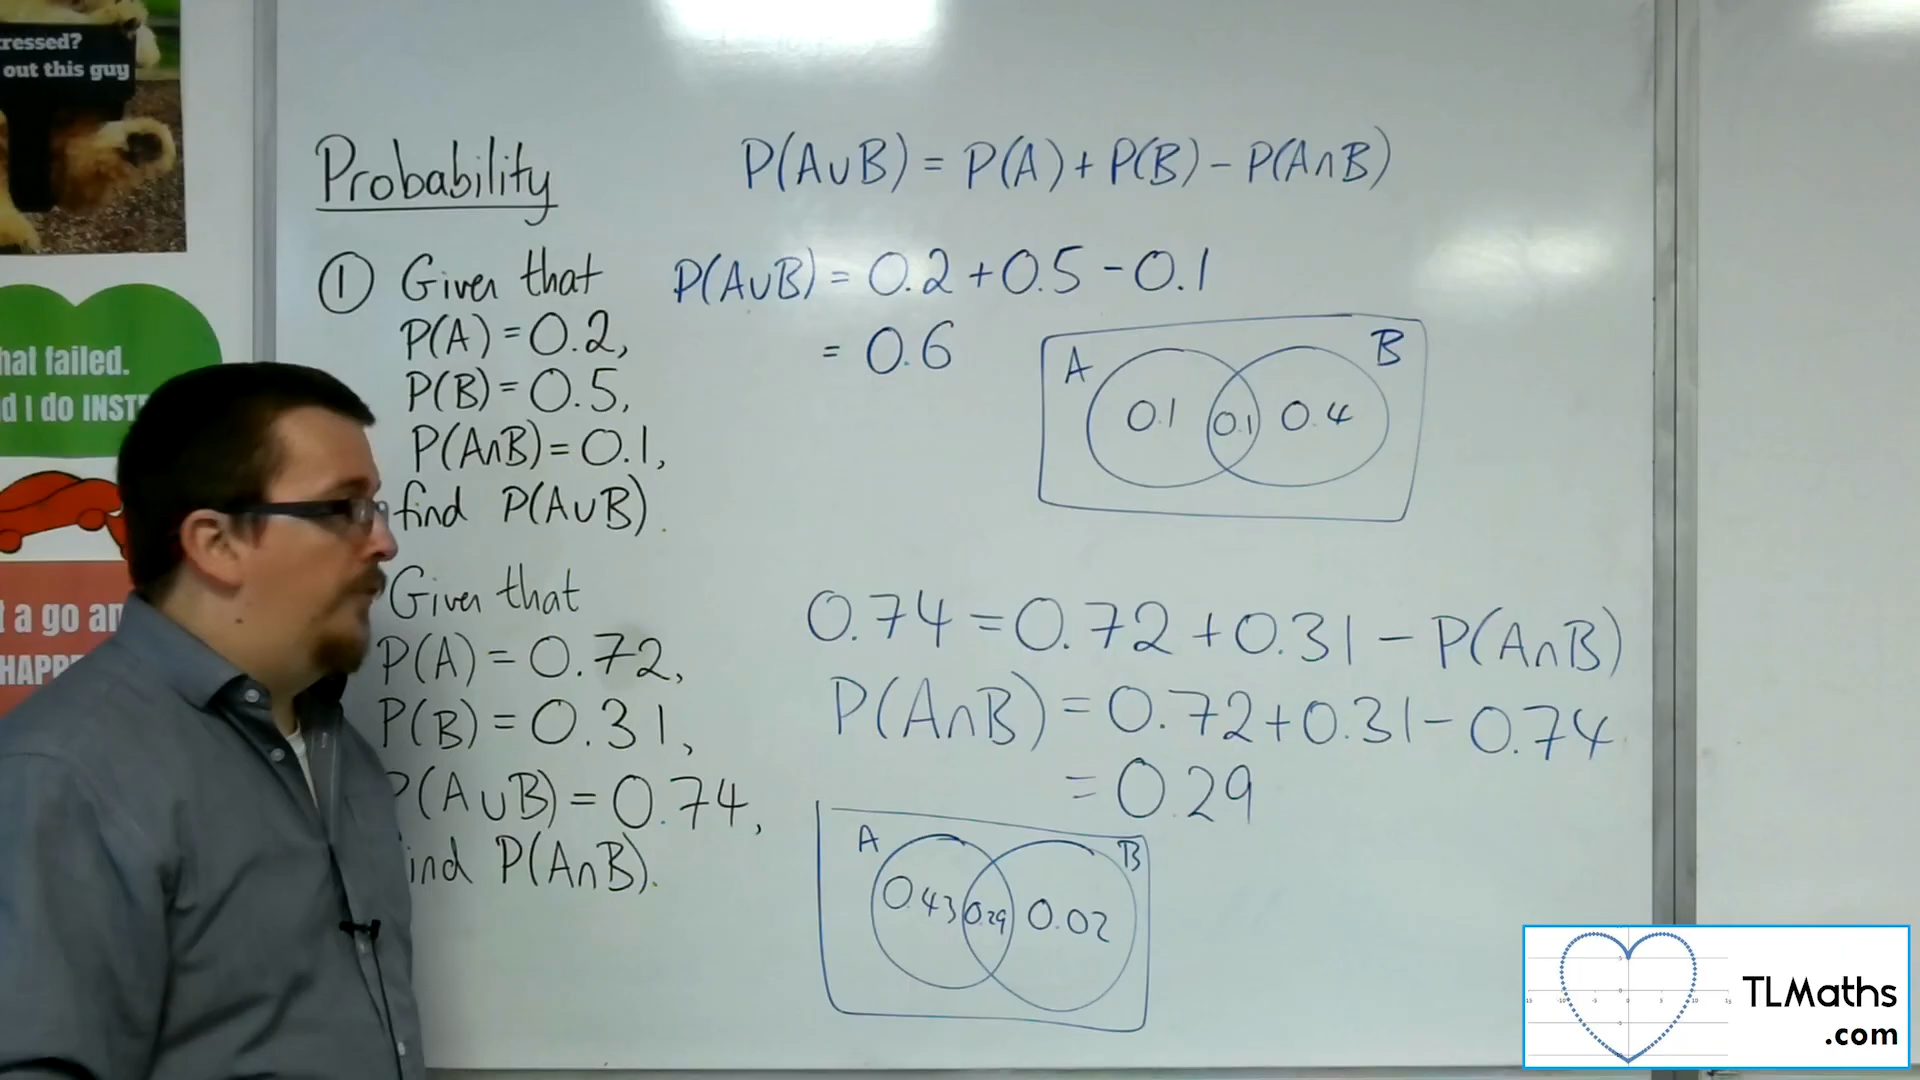 ressed?
out this guy
hat failed.
d I do INST
t a go an
HAPP
Probability
P(A∪B) = P(A) + P(B) - P(A∩B)
① Given that
P(A) = 0.2,
P(B) = 0.5,
P(A∩B) = 0.1,
find P(A∪B).
P(A∪B) = 0.2 + 0.5 - 0.1
= 0.6
A
B
0.1
0.1
0.4
Given that
P(A) = 0.72,
P(B) = 0.31,
P(A∪B) = 0.74,
ind P(A∩B).
0.74 = 0.72 + 0.31 - P(A∩B)
P(A∩B) = 0.72 + 0.31 - 0.74
= 0.29
A
B
0.43
0.29
0.02
TLMaths
.com